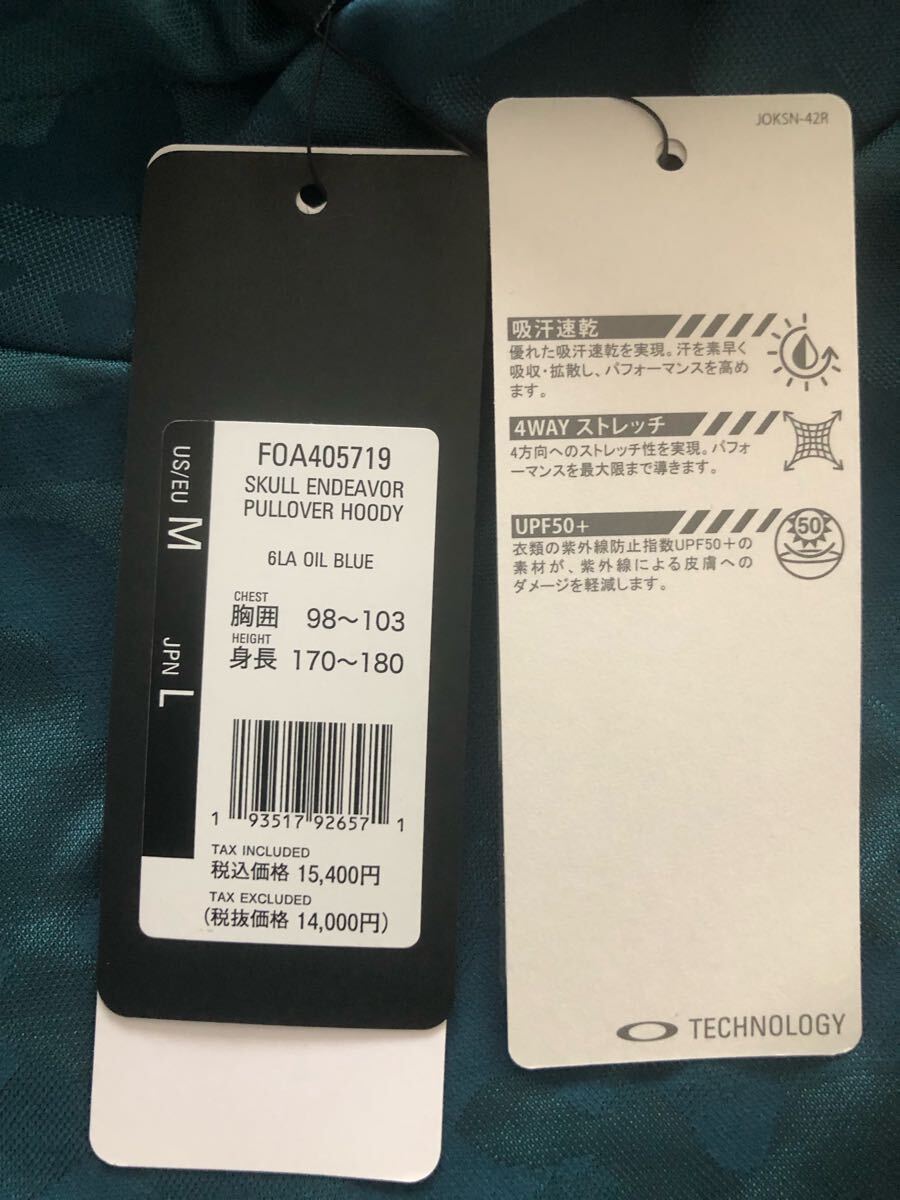 US/EU M
JPN L
FOA405719
SKULL ENDEAVOR
PULLOVER HOODY
6LA OIL BLUE
CHEST
胸囲 98～103
HEIGHT
身長 170～180
1 93517 92657 1
TAX INCLUDED
税込価格 15,400円
TAX EXCLUDED
(税抜価格 14,000円)
JOKSN-42R
吸汗速乾
優れた吸汗速乾を実現。汗を素早く
吸収・拡散し、パフォーマンスを高め
ます。
4WAY ストレッチ
4方向へのストレッチ性を実現。パフォ
ーマンスを最大限まで導きます。
UPF50+
衣類の紫外線防止指数UPF50+の
素材が、紫外線による皮膚への
ダメージを軽減します。
50
TECHNOLOGY